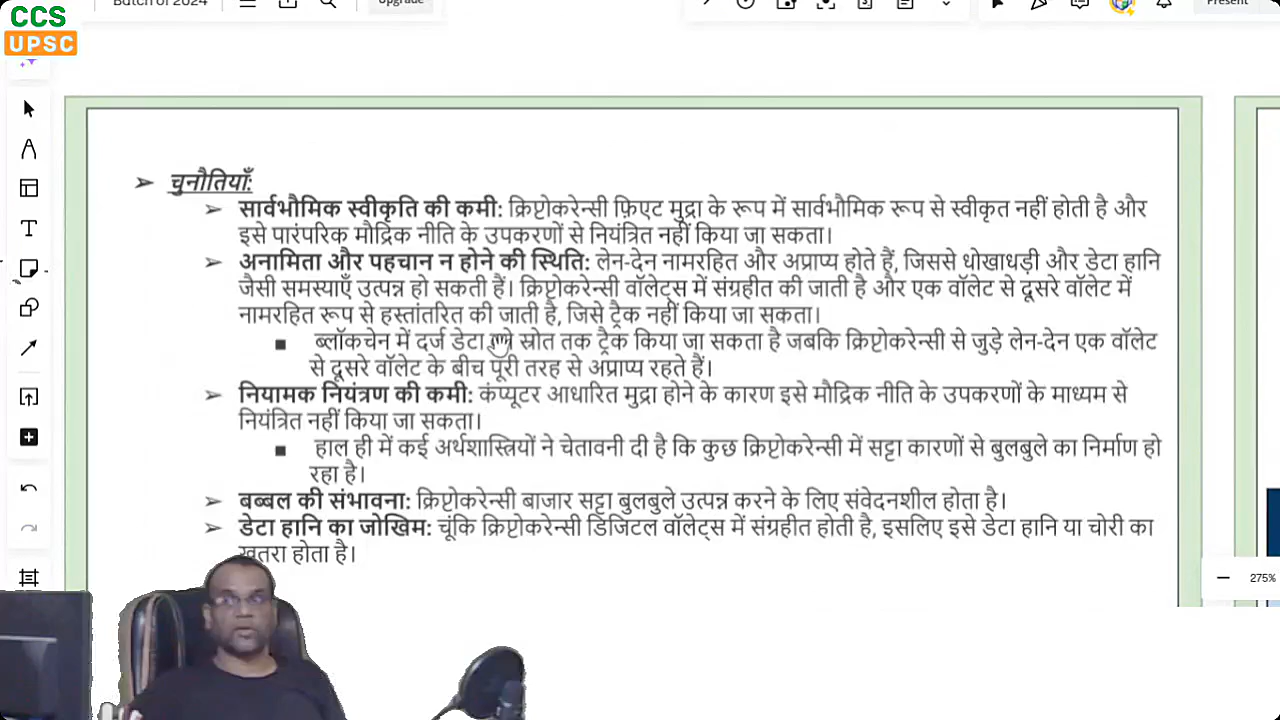 CCS
UPSC
Batch of 2024
Upgrade
Present
चुनौतियाँ:
➢ सार्वभौमिक स्वीकृति की कमी: क्रिप्टोकरेन्सी फ़िएट मुद्रा के रूप में सार्वभौमिक रूप से स्वीकृत नहीं होती है और
इसे पारंपरिक मौद्रिक नीति के उपकरणों से नियंत्रित नहीं किया जा सकता।
➢ अनामिता और पहचान न होने की स्थिति: लेन-देन नामरहित और अप्राप्य होते हैं, जिससे धोखाधड़ी और डेटा हानि
जैसी समस्याएँ उत्पन्न हो सकती हैं। क्रिप्टोकरेन्सी वॉलेट्स में संग्रहीत की जाती है और एक वॉलेट से दूसरे वॉलेट में
नामरहित रूप से हस्तांतरित की जाती है, जिसे ट्रैक नहीं किया जा सकता।
■ ब्लॉकचेन में दर्ज डेटा स्रोत तक ट्रैक किया जा सकता है जबकि क्रिप्टोकरेन्सी से जुड़े लेन-देन एक वॉलेट
से दूसरे वॉलेट के बीच पूरी तरह से अप्राप्य रहते हैं।
➢ नियामक नियंत्रण की कमी: कंप्यूटर आधारित मुद्रा होने के कारण इसे मौद्रिक नीति के उपकरणों के माध्यम से
नियंत्रित नहीं किया जा सकता।
■ हाल ही में कई अर्थशास्त्रियों ने चेतावनी दी है कि कुछ क्रिप्टोकरेन्सी में सट्टा कारणों से बुलबुले का निर्माण हो
रहा है।
➢ बब्बल की संभावना: क्रिप्टोकरेन्सी बाजार सट्टा बुलबुले उत्पन्न करने के लिए संवेदनशील होता है।
➢ डेटा हानि का जोखिम: चूंकि क्रिप्टोकरेन्सी डिजिटल वॉलेट्स में संग्रहीत होती है, इसलिए इसे डेटा हानि या चोरी का
खतरा होता है।
275%